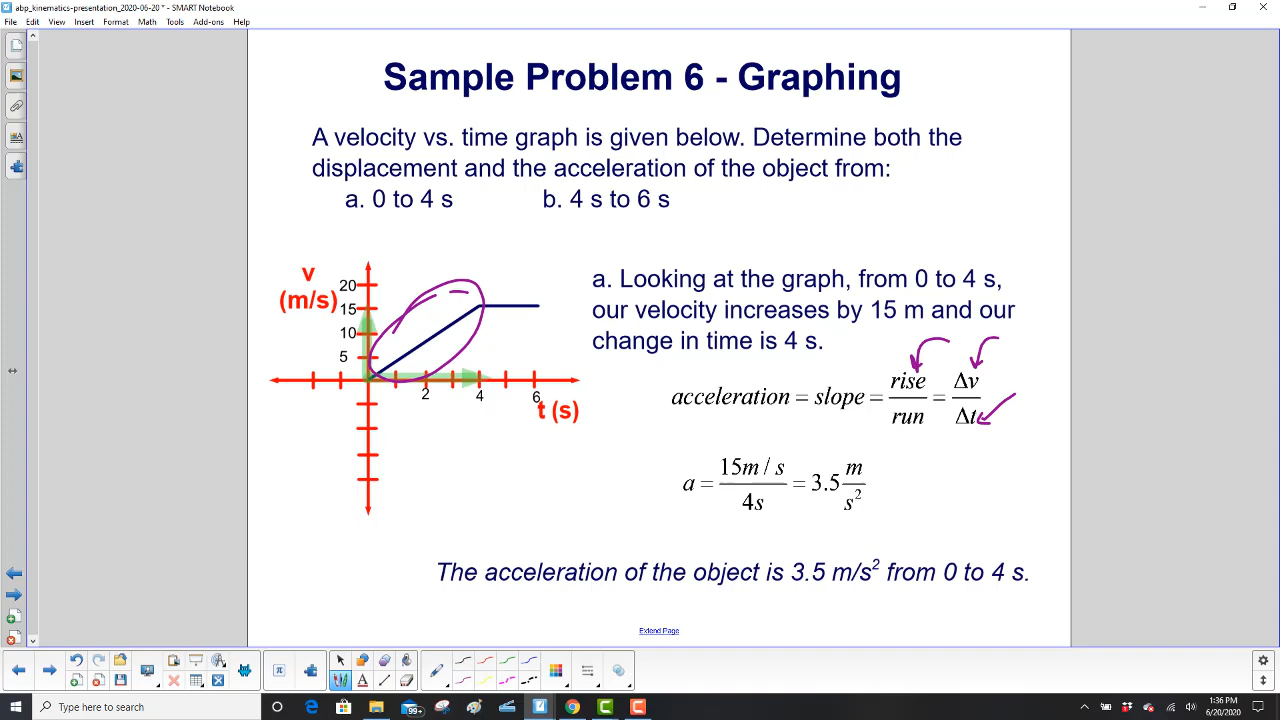 abp_kinematics-presentation_2020-06-20 * - SMART Notebook
File Edit View Insert Format Math Tools Add-ons Help
Sample Problem 6 - Graphing
A velocity vs. time graph is given below. Determine both the
displacement and the acceleration of the object from:
a. 0 to 4 s b. 4 s to 6 s
v
(m/s)
20
15
10
5
2 4 6
t (s)
a. Looking at the graph, from 0 to 4 s,
our velocity increases by 15 m and our
change in time is 4 s.
acceleration = slope = rise/run = Δv/Δt
a = 15m / s / 4s = 3.5 m/s²
The acceleration of the object is 3.5 m/s² from 0 to 4 s.
Extend Page
Type here to search
99+
1:36 PM
6/20/2020